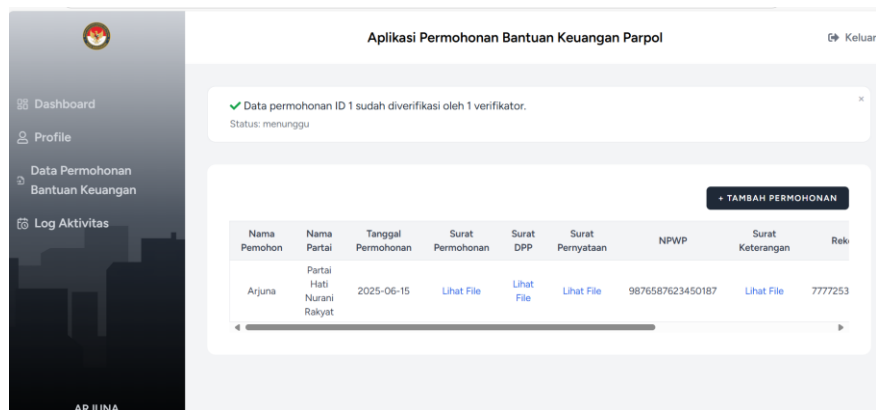 Aplikasi Permohonan Bantuan Keuangan Parpol
Keluar
Dashboard
Profile
Data Permohonan
Bantuan Keuangan
Log Aktivitas
Data permohonan ID 1 sudah diverifikasi oleh 1 verifikator.
×
Status: menunggu
+ TAMBAH PERMOHONAN
Nama Pemohon Nama Partai Tanggal Permohonan Surat Permohonan Surat DPP Surat Pernyataan NPWP Surat Keterangan Rek
Arjuna Partai Hati Nurani Rakyat 2025-06-15 Lihat File Lihat File Lihat File 9876587623450187 Lihat File 7777253
ARJUNA